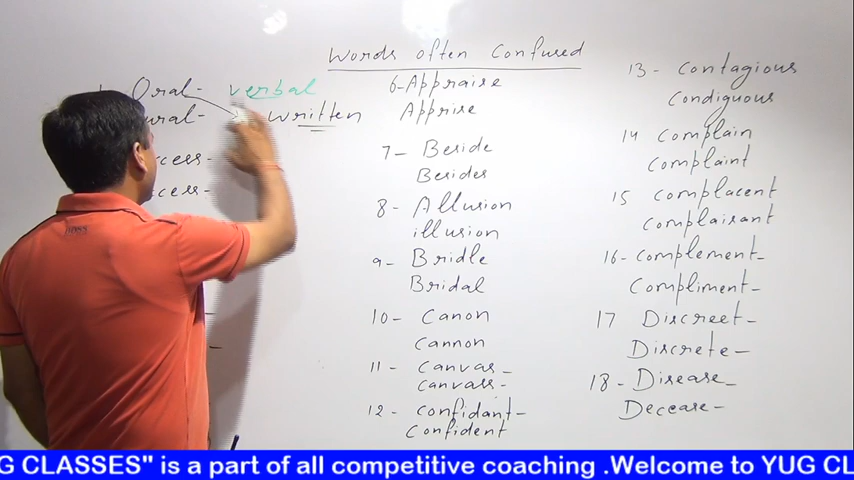 Words often Confused
Oral- verbal
written
6-Appraise
Apprise
7- Beside
Besides
8- Allusion
illusion
9- Bridle
Bridal
10- Canon
Cannon
11- Canvas-
canvass-
12- confidant-
Confident
13- Contagious
Condiguous
14 complain
complaint
15 complacent
complaisant
16-complement-
Compliment-
17 Discreet-
Discrete-
18-Disease-
Decease-
G CLASSES" is a part of all competitive coaching .Welcome to YUG CL